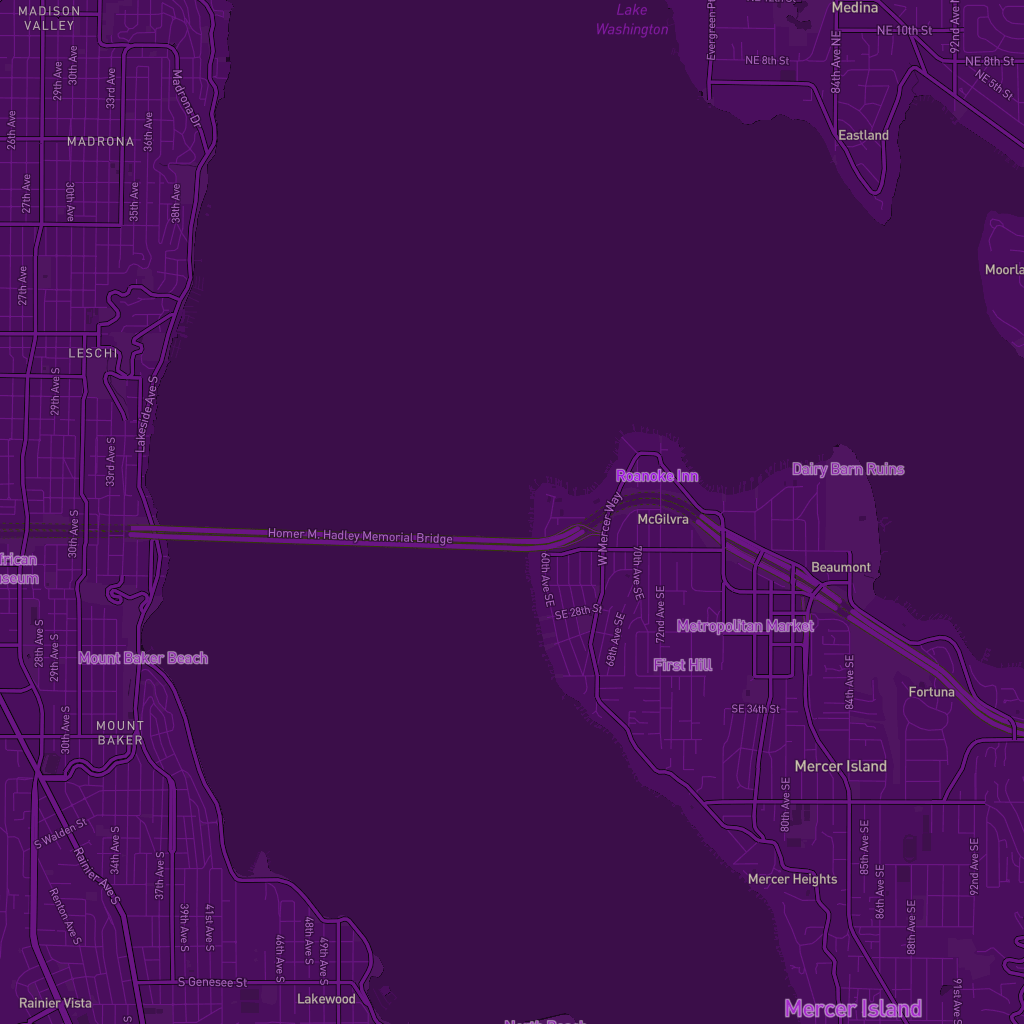 MADISON
VALLEY
Lake
Washington
Medina
NE 10th St
NE 8th St
NE 8th St
NE 5th St
84th Ave NE
29th Ave
30th Ave
33rd Ave
Madrona Dr
26th Ave
36th Ave
MADRONA
Eastland
27th Ave
30th Ave
35th Ave
38th Ave
27th Ave
LESCHI
29th Ave S
Lakeside Ave S
33rd Ave S
30th Ave S
Homer M. Hadley Memorial Bridge
Roanoke Inn
Dairy Barn Ruins
McGilvra
W Mercer Way
Beaumont
60th Ave SE
70th Ave SE
72nd Ave SE
SE 28th St
68th Ave SE
Metropolitan Market
First Hill
28th Ave S
29th Ave S
Mount Baker Beach
84th Ave SE
Fortuna
30th Ave S
MOUNT
BAKER
SE 34th St
Mercer Island
80th Ave SE
S Walden St
34th Ave S
Rainier Ave S
37th Ave S
85th Ave SE
86th Ave SE
92nd Ave SE
Mercer Heights
Renton Ave S
39th Ave S
41st Ave S
46th Ave S
48th Ave S
49th Ave S
88th Ave SE
S Genesee St
Lakewood
Rainier Vista
Mercer Island